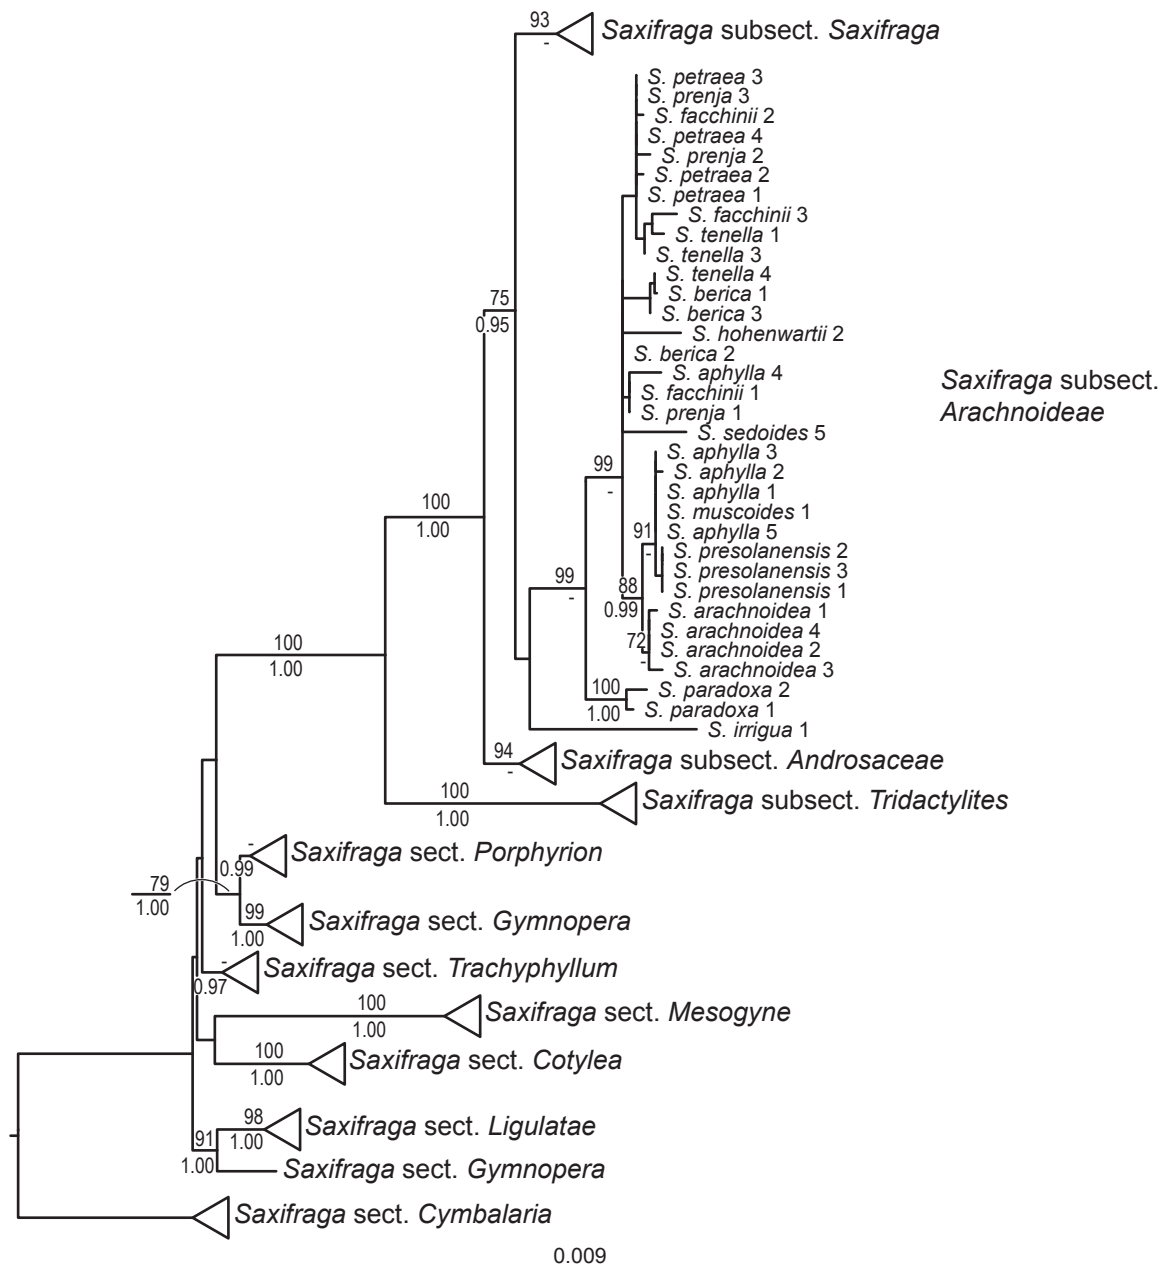 93
-
Saxifraga subsect. Saxifraga
S. petraea 3
S. prenja 3
S. facchinii 2
S. petraea 4
S. prenja 2
S. petraea 2
S. petraea 1
S. facchinii 3
S. tenella 1
S. tenella 3
S. tenella 4
S. berica 1
S. berica 3
75
0.95
S. hohenwartii 2
S. berica 2
S. aphylla 4
S. facchinii 1
S. prenja 1
Saxifraga subsect.
Arachnoideae
S. sedoides 5
S. aphylla 3
99
-
S. aphylla 2
S. aphylla 1
S. muscoides 1
100
1.00
S. aphylla 5
91
-
S. presolanensis 2
S. presolanensis 3
S. presolanensis 1
99
-
88
0.99
S. arachnoidea 1
S. arachnoidea 4
72
-
S. arachnoidea 2
S. arachnoidea 3
100
1.00
S. paradoxa 2
100
1.00
S. paradoxa 1
S. irrigua 1
94
-
Saxifraga subsect. Androsaceae
100
1.00
Saxifraga subsect. Tridactylites
-
0.99
Saxifraga sect. Porphyrion
79
1.00
99
1.00
Saxifraga sect. Gymnopera
-
0.97
Saxifraga sect. Trachyphyllum
100
1.00
Saxifraga sect. Mesogyne
100
1.00
Saxifraga sect. Cotylea
98
1.00
Saxifraga sect. Ligulatae
91
1.00
Saxifraga sect. Gymnopera
Saxifraga sect. Cymbalaria
0.009